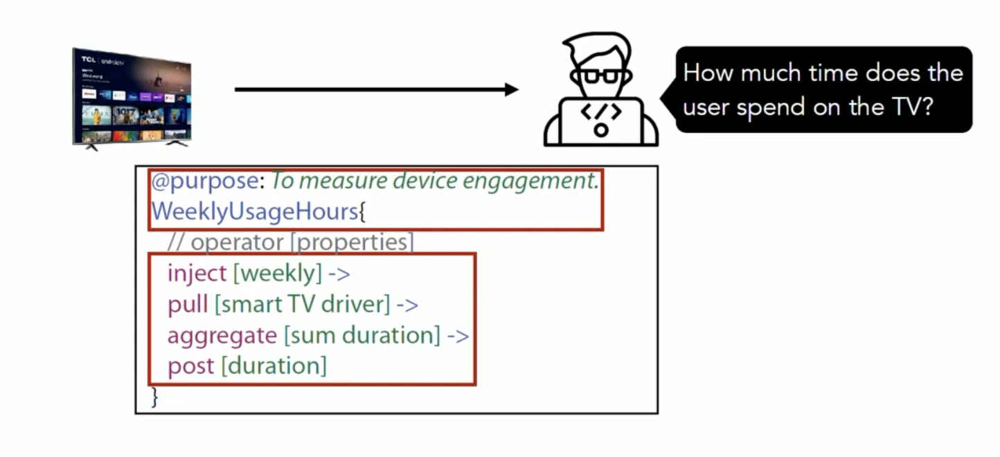 TCL androidtv
How much time does the
user spend on the TV?
</>
@purpose: To measure device engagement.
WeeklyUsageHours{
// operator [properties]
inject [weekly] ->
pull [smart TV driver] ->
aggregate [sum duration] ->
post [duration]
}